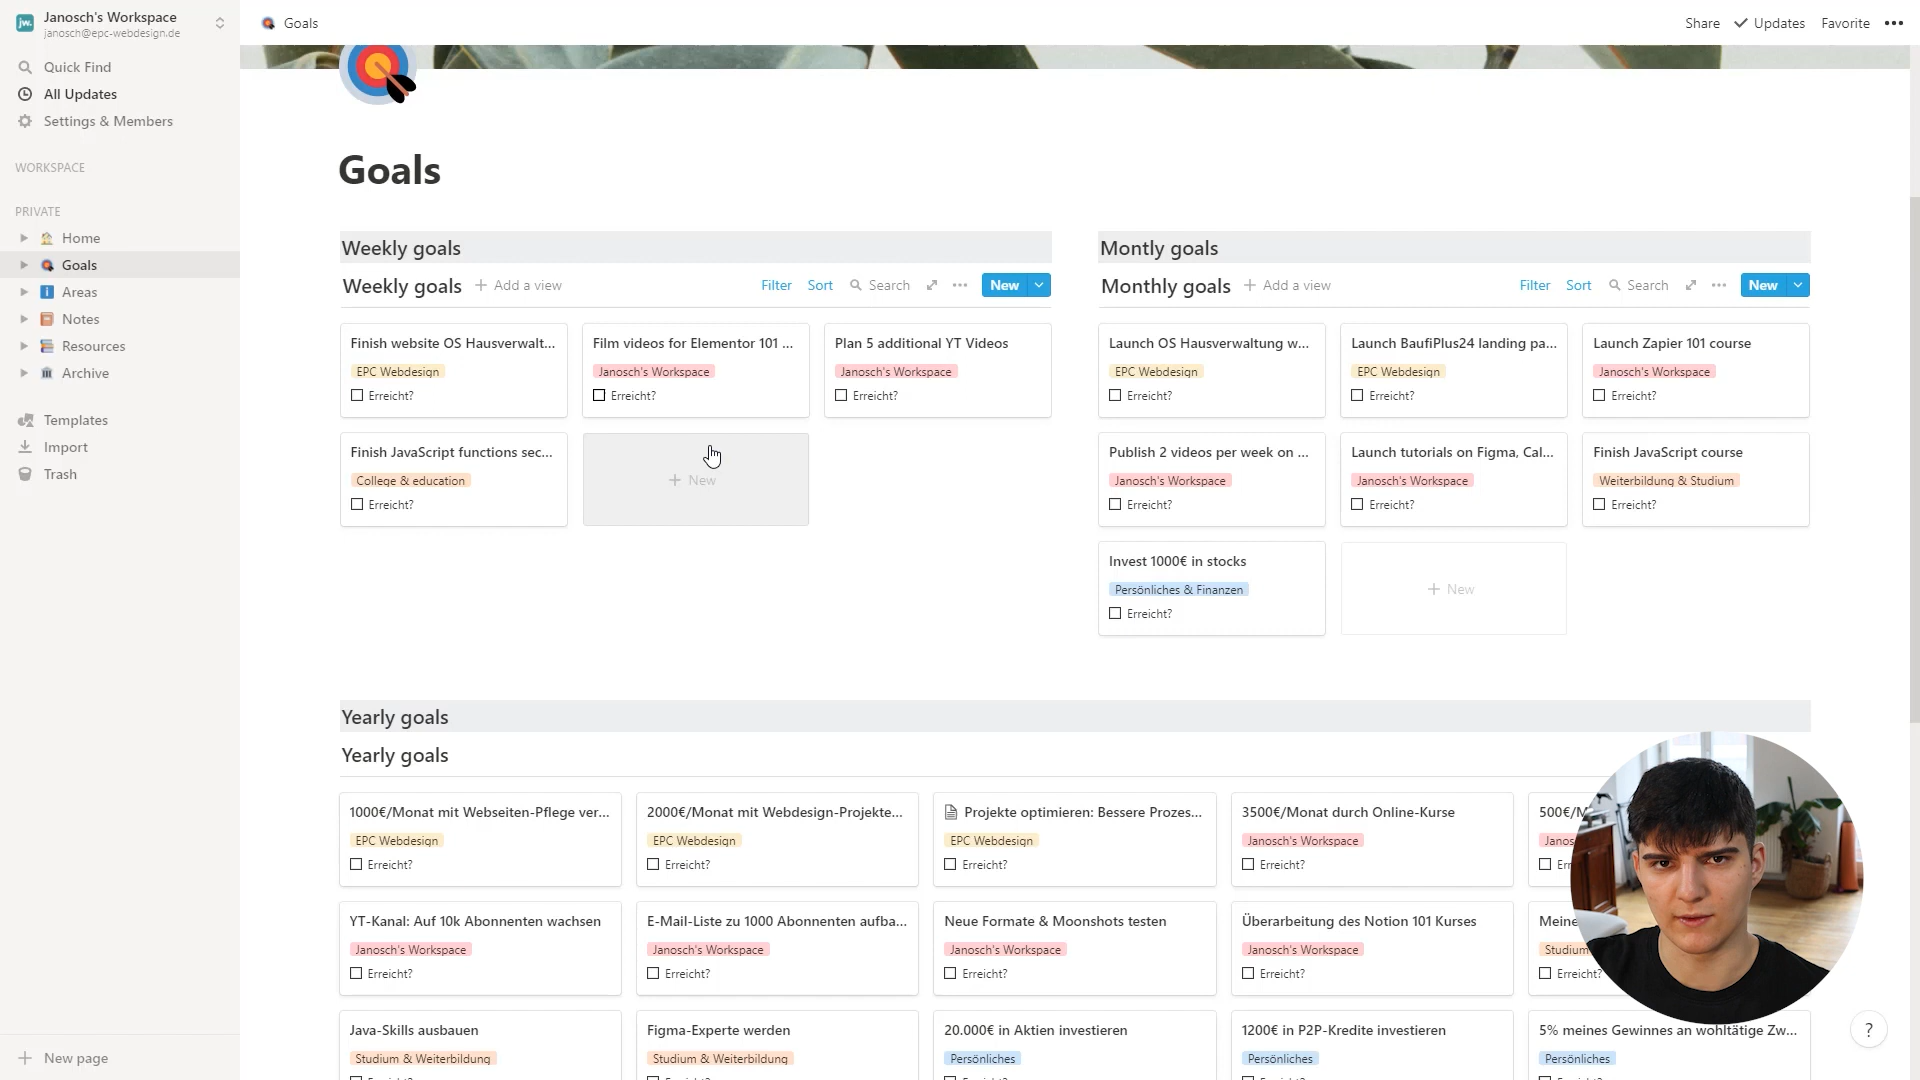 jw.
Janosch's Workspace
janosch@epc-webdesign.de
Quick Find
All Updates
Settings & Members
WORKSPACE
PRIVATE
Home
Goals
Areas
Notes
Resources
Archive
Templates
Import
Trash
New page
Goals
Share Updates Favorite
Goals
Weekly goals
Weekly goals Add a view Filter Sort Search New
Finish website OS Hausverwalt...
EPC Webdesign
Erreicht?
Film videos for Elementor 101 ...
Janosch's Workspace
Erreicht?
Plan 5 additional YT Videos
Janosch's Workspace
Erreicht?
Finish JavaScript functions sec...
College & education
Erreicht?
New
Montly goals
Monthly goals Add a view Filter Sort Search New
Launch OS Hausverwaltung w...
EPC Webdesign
Erreicht?
Launch BaufiPlus24 landing pa...
EPC Webdesign
Erreicht?
Launch Zapier 101 course
Janosch's Workspace
Erreicht?
Publish 2 videos per week on ...
Janosch's Workspace
Erreicht?
Launch tutorials on Figma, Cal...
Janosch's Workspace
Erreicht?
Finish JavaScript course
Weiterbildung & Studium
Erreicht?
Invest 1000€ in stocks
Persönliches & Finanzen
Erreicht?
New
Yearly goals
Yearly goals
1000€/Monat mit Webseiten-Pflege ver...
EPC Webdesign
Erreicht?
2000€/Monat mit Webdesign-Projekte...
EPC Webdesign
Erreicht?
Projekte optimieren: Bessere Prozes...
EPC Webdesign
Erreicht?
3500€/Monat durch Online-Kurse
Janosch's Workspace
Erreicht?
500€/M
Janos
Err
YT-Kanal: Auf 10k Abonnenten wachsen
Janosch's Workspace
Erreicht?
E-Mail-Liste zu 1000 Abonnenten aufba...
Janosch's Workspace
Erreicht?
Neue Formate & Moonshots testen
Janosch's Workspace
Erreicht?
Überarbeitung des Notion 101 Kurses
Janosch's Workspace
Erreicht?
Meine
Studium
Erreicht?
Java-Skills ausbauen
Studium & Weiterbildung
Figma-Experte werden
Studium & Weiterbildung
20.000€ in Aktien investieren
Persönliches
1200€ in P2P-Kredite investieren
Persönliches
5% meines Gewinnes an wohltätige Zw...
Persönliches
?